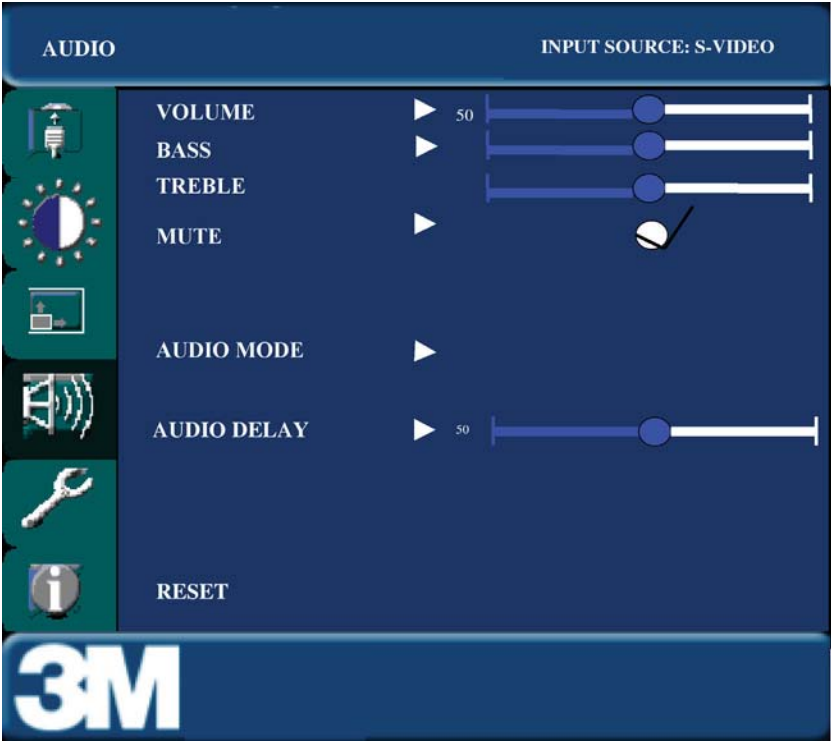 AUDIO INPUT SOURCE: S-VIDEO
VOLUME 50
BASS
TREBLE
MUTE
AUDIO MODE
AUDIO DELAY 50
RESET
3M